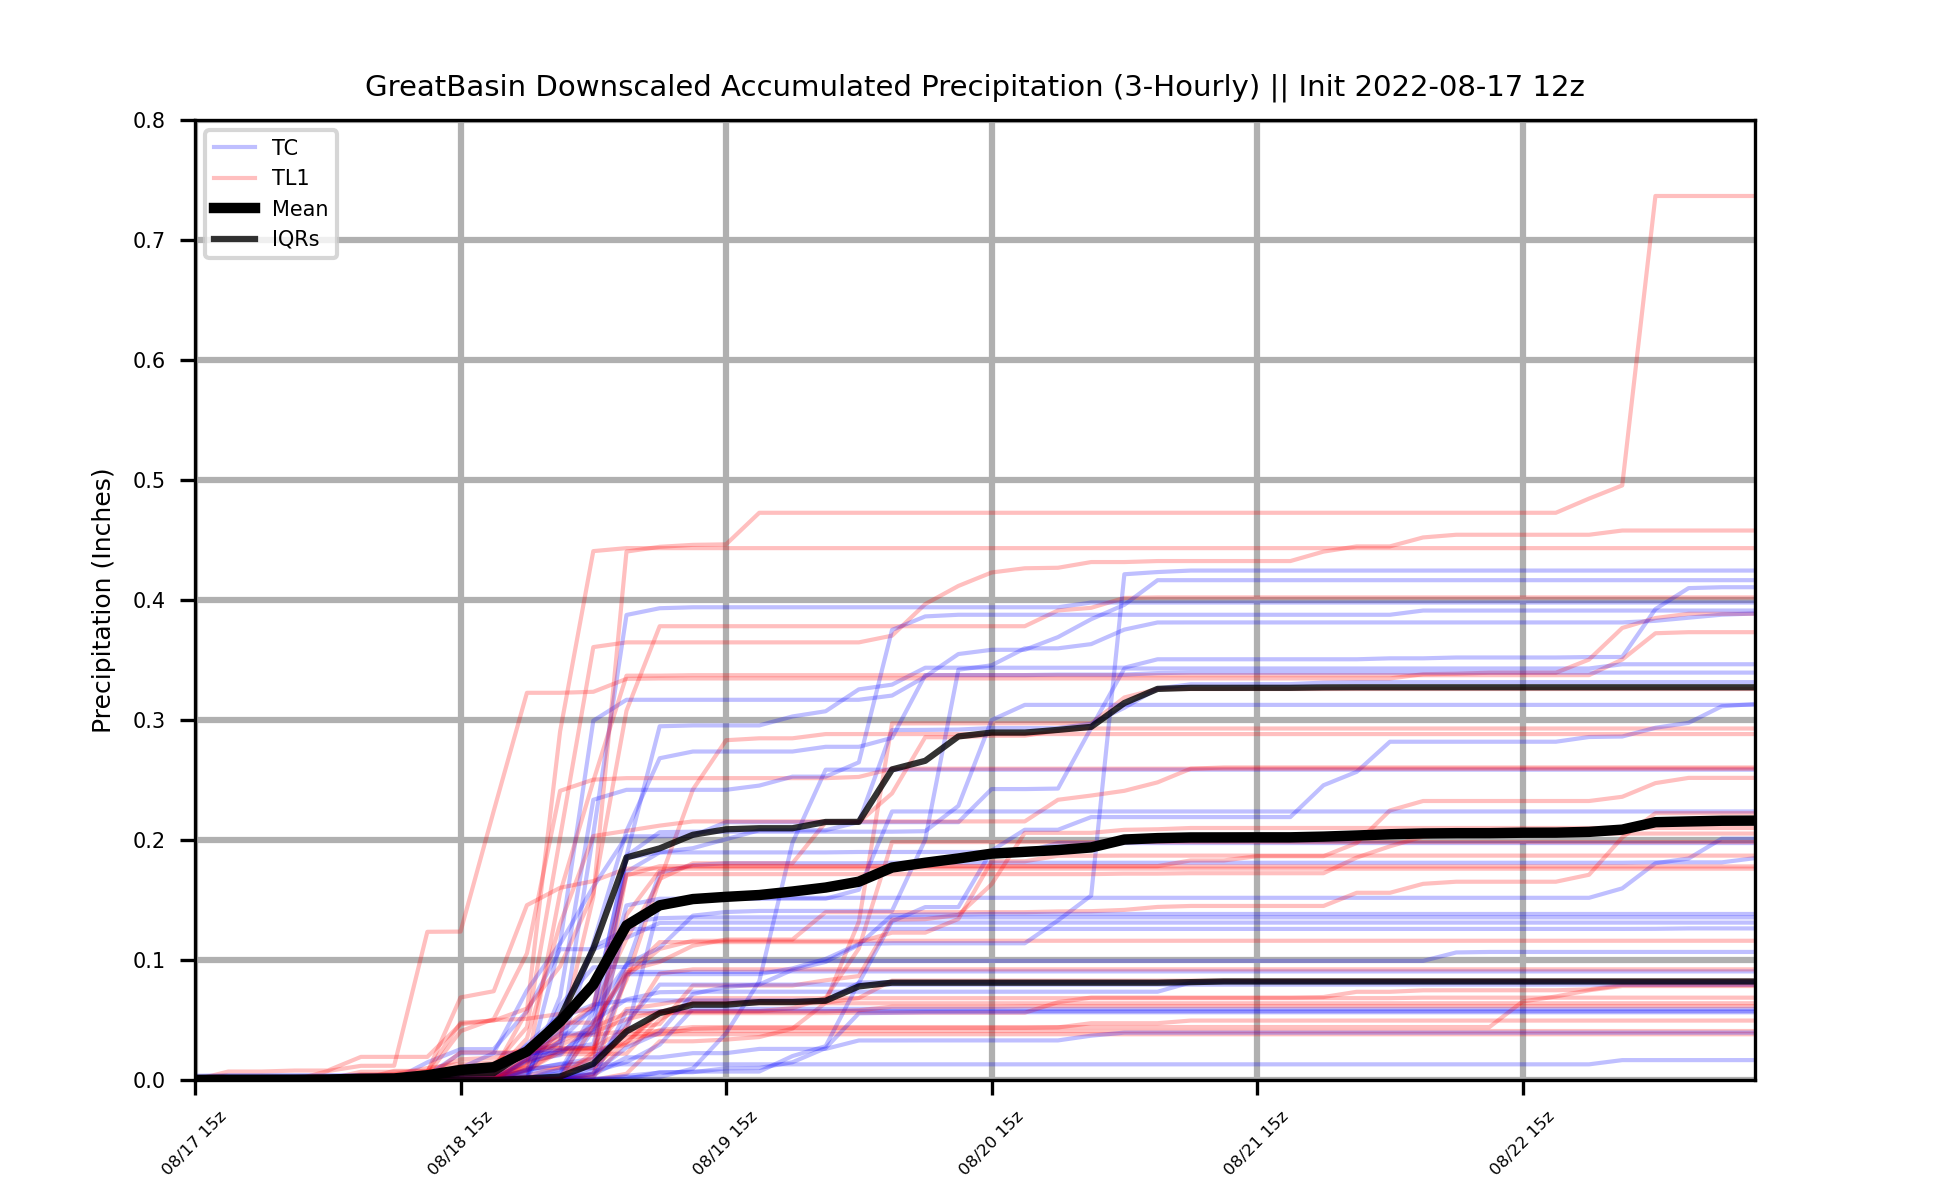 GreatBasin Downscaled Accumulated Precipitation (3-Hourly) || Init 2022-08-17 12z
Precipitation (Inches)
0.8
0.7
0.6
0.5
0.4
0.3
0.2
0.1
0.0
TC
TL1
Mean
IQRs
08/17 15z
08/18 15z
08/19 15z
08/20 15z
08/21 15z
08/22 15z